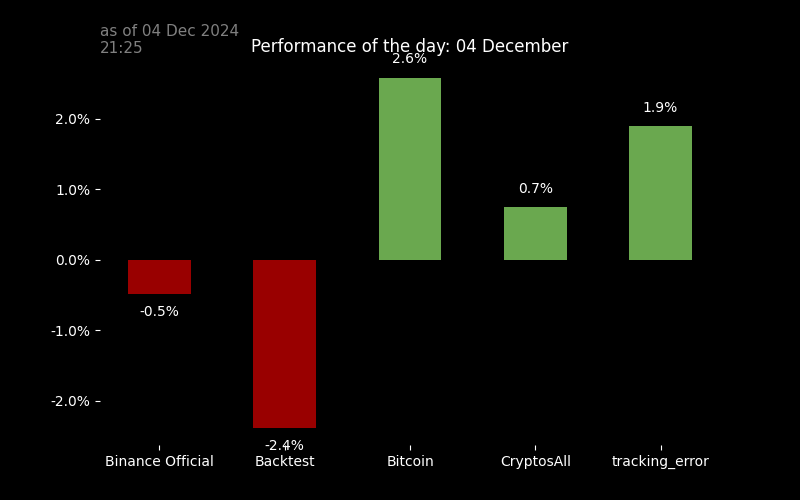 as of 04 Dec 2024
21:25
Performance of the day: 04 December
2.6%
1.9%
0.7%
-0.5%
-2.4%
2.0%
1.0%
0.0%
-1.0%
-2.0%
Binance Official
Backtest
Bitcoin
CryptosAll
tracking_error